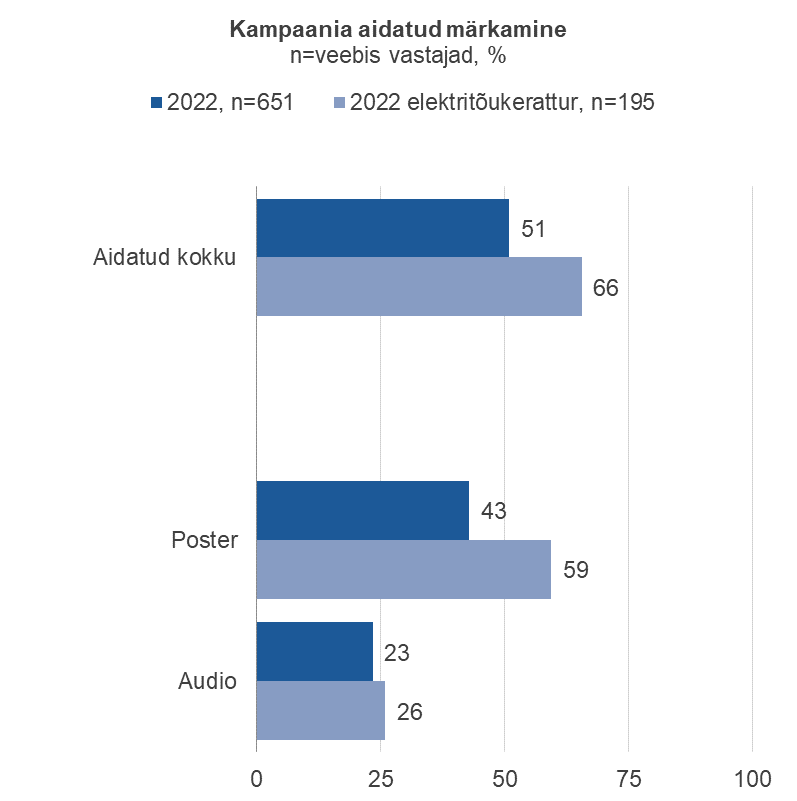 Kampaania aidatud märkamine
n=veebis vastajad, %
2022, n=651 2022 elektritõukerattur, n=195
Aidatud kokku 51
66
Poster 43
59
Audio 23
26
0 25 50 75 100